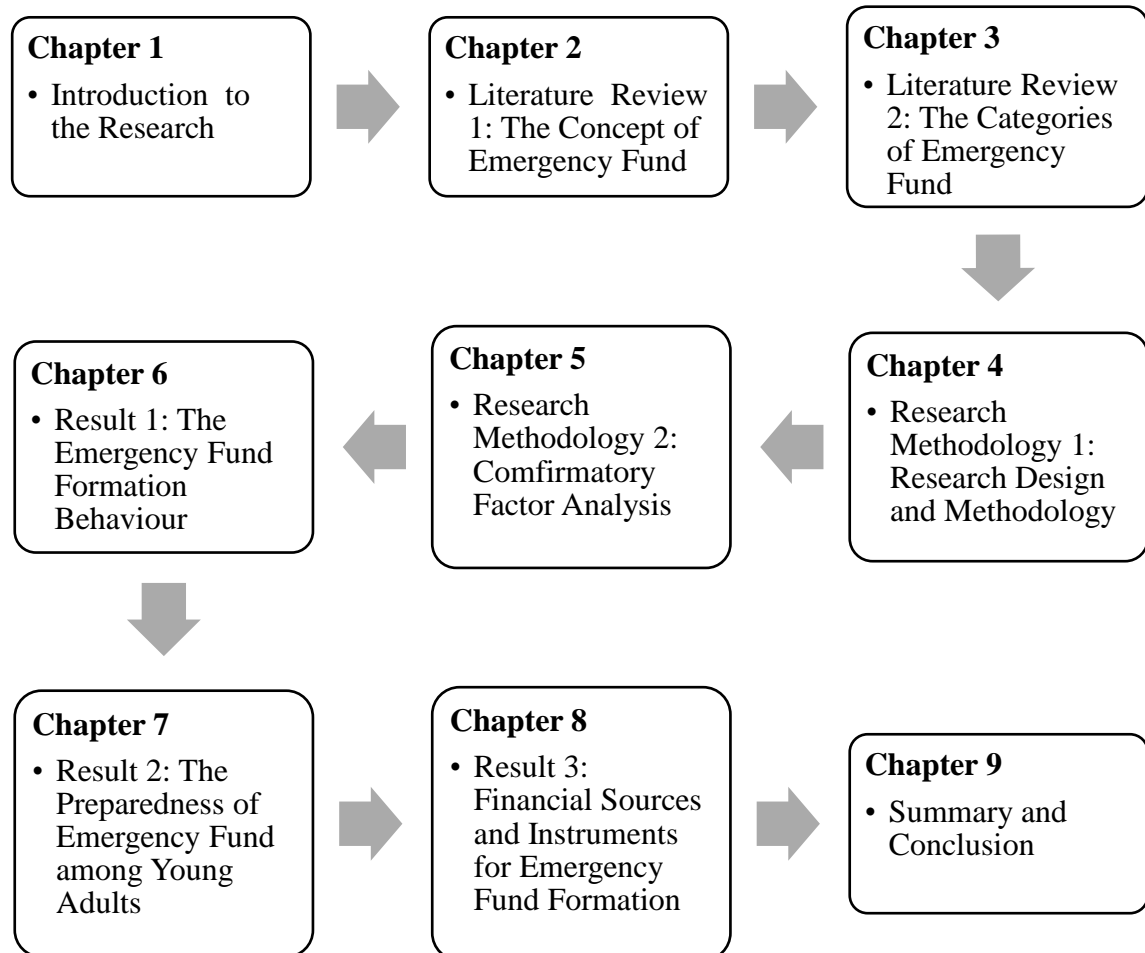 Chapter 1
• Introduction to
the Research
Chapter 2
• Literature Review
1: The Concept of
Emergency Fund
Chapter 3
• Literature Review
2: The Categories
of Emergency
Fund
Chapter 4
• Research
Methodology 1:
Research Design
and Methodology
Chapter 5
• Research
Methodology 2:
Comfirmatory
Factor Analysis
Chapter 6
• Result 1: The
Emergency Fund
Formation
Behaviour
Chapter 7
• Result 2: The
Preparedness of
Emergency Fund
among Young
Adults
Chapter 8
• Result 3:
Financial Sources
and Instruments
for Emergency
Fund Formation
Chapter 9
• Summary and
Conclusion